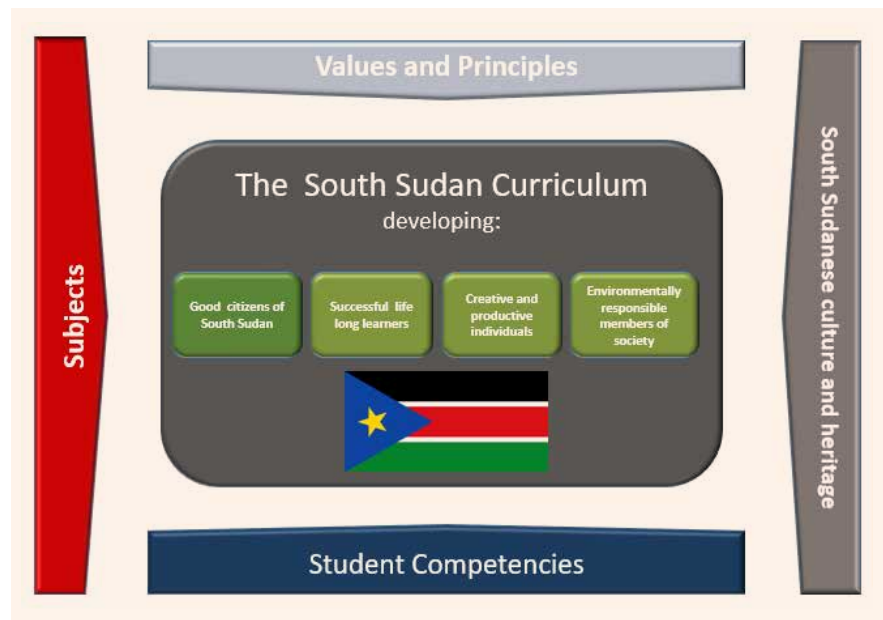 Values and Principles
Subjects
The South Sudan Curriculum
developing:
Good citizens of
South Sudan
Successful life
long learners
Creative and
productive
individuals
Environmentally
responsible
members of
society
South Sudanese culture and heritage
Student Competencies